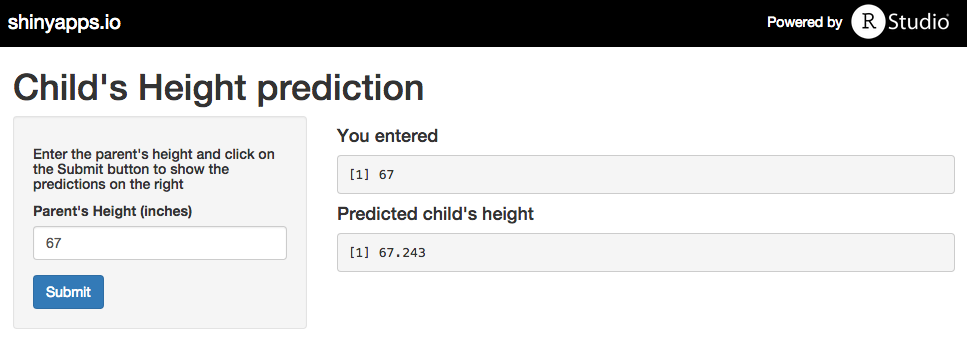 shinyapps.io
Powered by R Studio
Child's Height prediction
Enter the parent's height and click on
the Submit button to show the
predictions on the right
Parent's Height (inches)
67
Submit
You entered
[1] 67
Predicted child's height
[1] 67.243